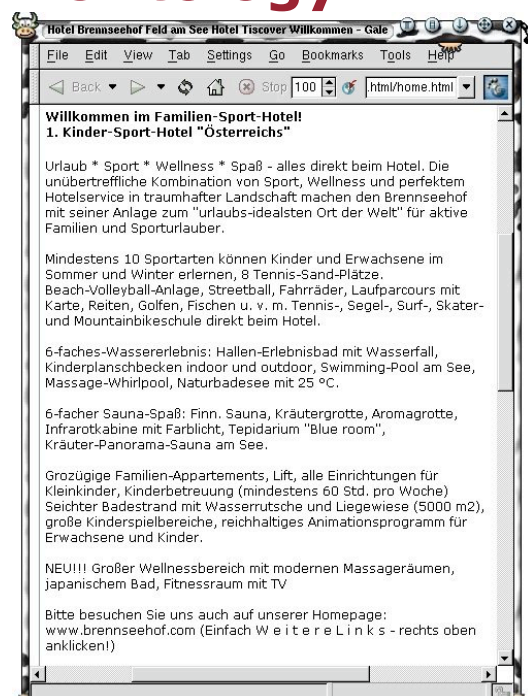 Hotel Brennseehof Feld am See Hotel Tiscover Willkommen - Gale
File Edit View Tab Settings Go Bookmarks Tools Help
Back Stop 100 .html/home.html
Willkommen im Familien-Sport-Hotel!
1. Kinder-Sport-Hotel "Österreichs"
Urlaub * Sport * Wellness * Spaß - alles direkt beim Hotel. Die
unübertreffliche Kombination von Sport, Wellness und perfektem
Hotelservice in traumhafter Landschaft machen den Brennseehof
mit seiner Anlage zum "urlaubs-idealsten Ort der Welt" für aktive
Familien und Sporturlauber.
Mindestens 10 Sportarten können Kinder und Erwachsene im
Sommer und Winter erlernen, 8 Tennis-Sand-Plätze.
Beach-Volleyball-Anlage, Streetball, Fahrräder, Laufparcours mit
Karte, Reiten, Golfen, Fischen u. v. m. Tennis-, Segel-, Surf-, Skater-
und Mountainbikeschule direkt beim Hotel.
6-faches-Wassererlebnis: Hallen-Erlebnisbad mit Wasserfall,
Kinderplanschbecken indoor und outdoor, Swimming-Pool am See,
Massage-Whirlpool, Naturbadesee mit 25 ºC.
6-facher Sauna-Spaß: Finn. Sauna, Kräutergrotte, Aromagrotte,
Infrarotkabine mit Farblicht, Tepidarium "Blue room",
Kräuter-Panorama-Sauna am See.
Grozügige Familien-Appartements, Lift, alle Einrichtungen für
Kleinkinder, Kinderbetreuung (mindestens 60 Std. pro Woche)
Seichter Badestrand mit Wasserrutsche und Liegewiese (5000 m2),
große Kinderspielbereiche, reichhaltiges Animationsprogramm für
Erwachsene und Kinder.
NEU!!! Großer Wellnessbereich mit modernen Massageräumen,
japanischem Bad, Fitnessraum mit TV
Bitte besuchen Sie uns auch auf unserer Homepage:
www.brennseehof.com (Einfach W e i t e r e L i n k s - rechts oben
anklicken!)